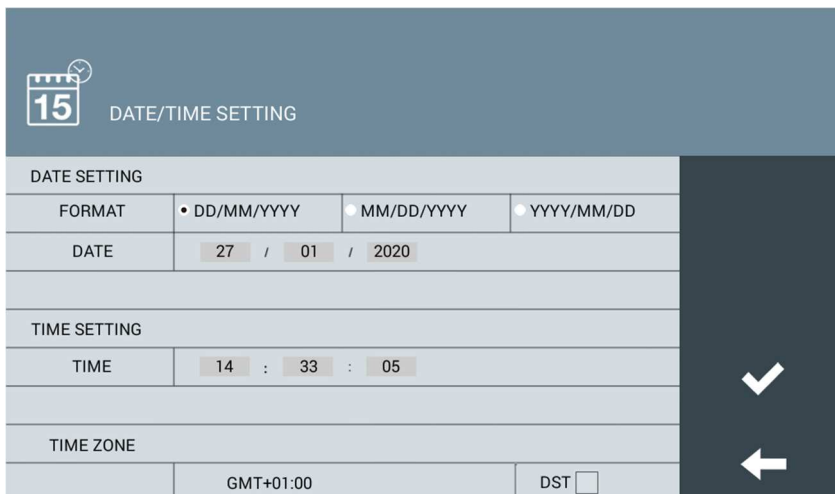 15
DATE/TIME SETTING
DATE SETTING
FORMAT DD/MM/YYYY MM/DD/YYYY YYYY/MM/DD
DATE 27 / 01 / 2020
TIME SETTING
TIME 14 : 33 : 05
TIME ZONE
GMT+01:00 DST